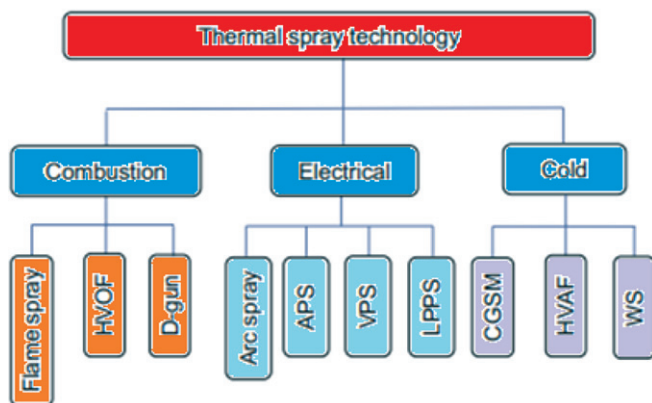 Thermal spray technology
Combustion
Electrical
Cold
Flame spray
HVOF
D-gun
Arc spray
APS
VPS
LPPS
CGSM
HVAF
WS